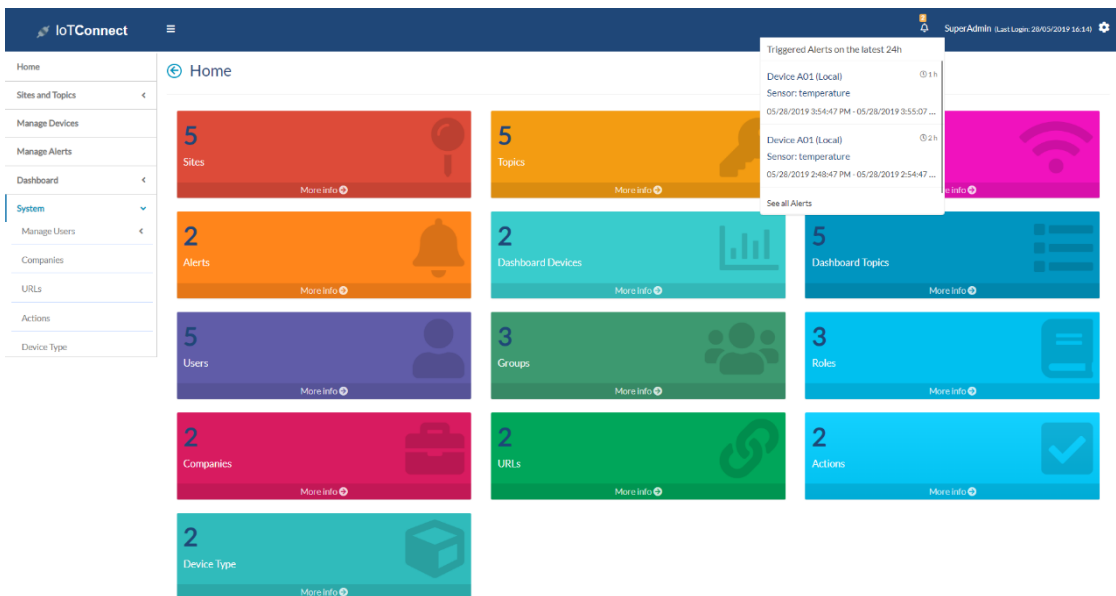 IoTConnect
2
SuperAdmin (Last Login: 28/05/2019 16:14)
Home
Sites and Topics
Manage Devices
Manage Alerts
Dashboard
System
Manage Users
Companies
URLs
Actions
Device Type
Home
Triggered Alerts on the latest 24h
Device A01 (Local) 1 h
Sensor: temperature
05/28/2019 3:54:47 PM - 05/28/2019 3:55:07 ...
Device A01 (Local) 2 h
Sensor: temperature
05/28/2019 2:48:47 PM - 05/28/2019 2:54:47 ...
See all Alerts
5
Sites
More info
5
Topics
More info
e info
2
Alerts
More info
2
Dashboard Devices
More info
5
Dashboard Topics
More info
5
Users
More info
3
Groups
More info
3
Roles
More info
2
Companies
More info
2
URLs
More info
2
Actions
More info
2
Device Type
More info